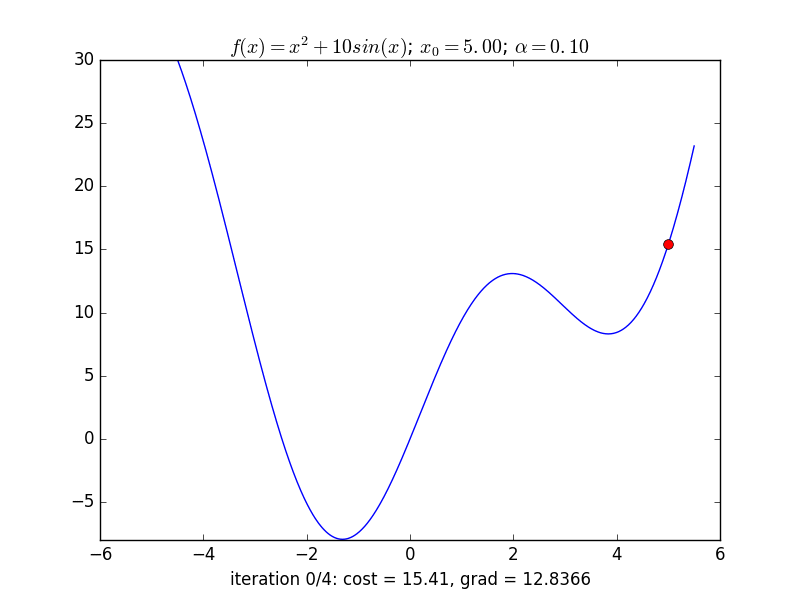 f(x) = x² + 10sin(x); x₀ = 5.00; α = 0.10
30
25
20
15
10
5
0
−5
−6 −4 −2 0 2 4 6
iteration 0/4: cost = 15.41, grad = 12.8366